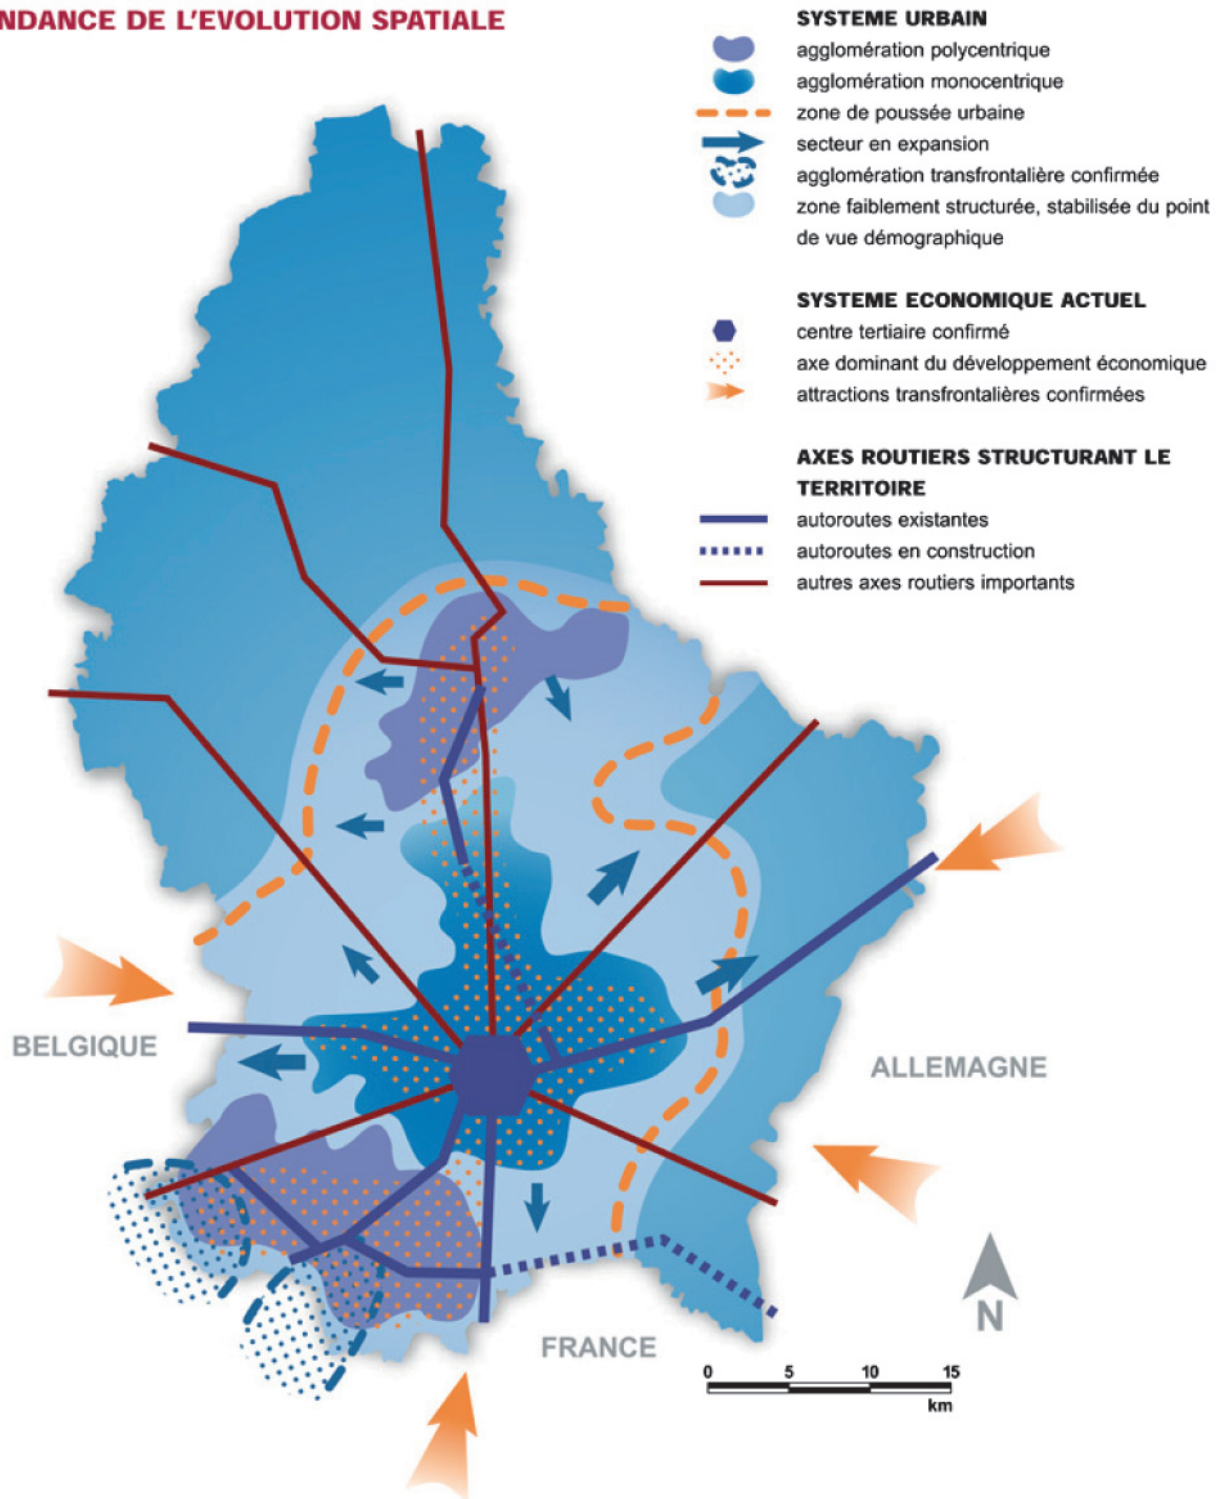 NDANCE DE L'EVOLUTION SPATIALE
SYSTEME URBAIN
agglomération polycentrique
agglomération monocentrique
zone de poussée urbaine
secteur en expansion
agglomération transfrontalière confirmée
zone faiblement structurée, stabilisée du point
de vue démographique
SYSTEME ECONOMIQUE ACTUEL
centre tertiaire confirmé
axe dominant du développement économique
attractions transfrontalières confirmées
AXES ROUTIERS STRUCTURANT LE
TERRITOIRE
autoroutes existantes
autoroutes en construction
autres axes routiers importants
BELGIQUE
ALLEMAGNE
FRANCE
N
0 5 10 15
km